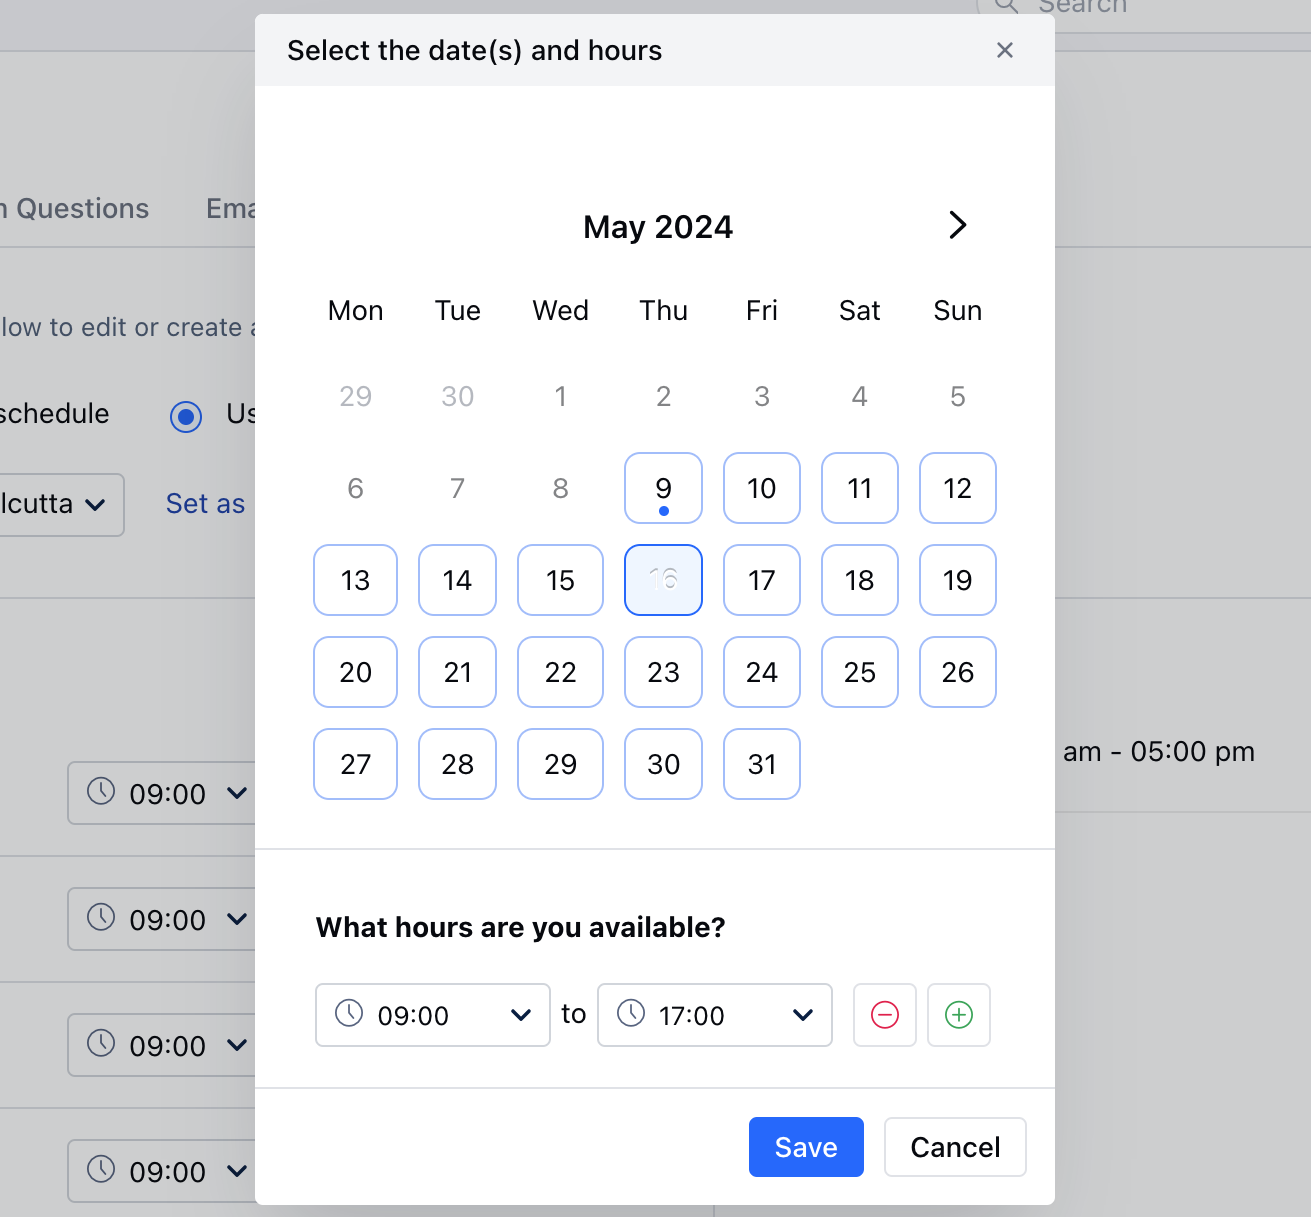 Search
Select the date(s) and hours
Questions
May 2024
Mon Tue Wed Thu Fri Sat Sun
low to edit or create
29 30 1 2 3 4 5
schedule
6 7 8 9 10 11 12
lcutta Set as
13 14 15 16 17 18 19
20 21 22 23 24 25 26
am - 05:00 pm
27 28 29 30 31
09:00
09:00
What hours are you available?
09:00 to 17:00
09:00
Save Cancel
09:00